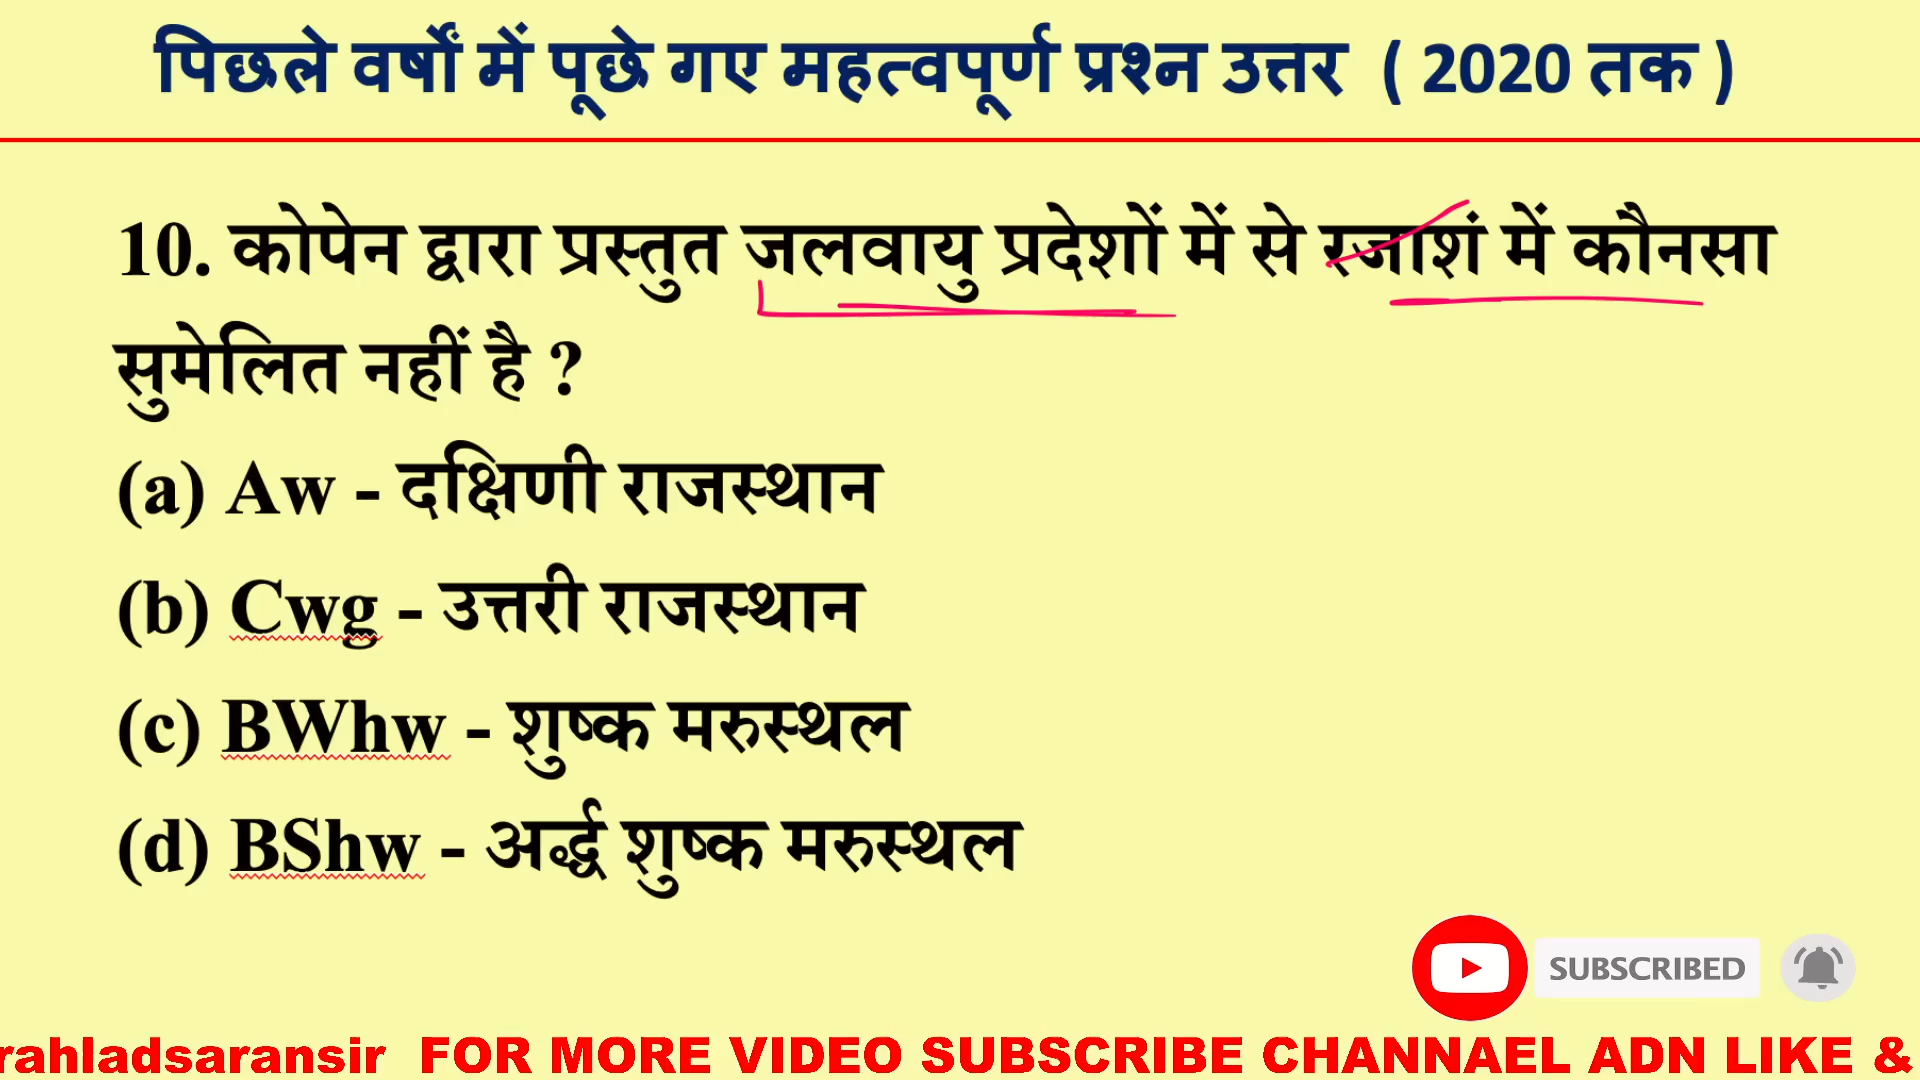 पिछले वर्षों में पूछे गए महत्वपूर्ण प्रश्न उत्तर ( 2020 तक )
10. कोपेन द्वारा प्रस्तुत जलवायु प्रदेशों में से रजाशं में कौनसा
सुमेलित नहीं है ?
(a) Aw - दक्षिणी राजस्थान
(b) Cwg - उत्तरी राजस्थान
(c) BWhw - शुष्क मरुस्थल
(d) BShw - अर्द्ध शुष्क मरुस्थल
SUBSCRIBED
rahladsaransir FOR MORE VIDEO SUBSCRIBE CHANNAEL ADN LIKE &